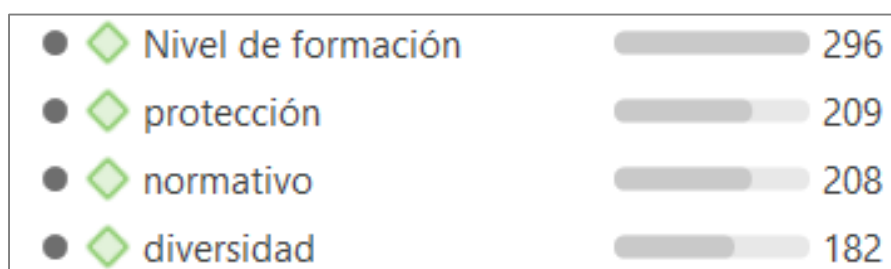 Nivel de formación 296
protección 209
normativo 208
diversidad 182